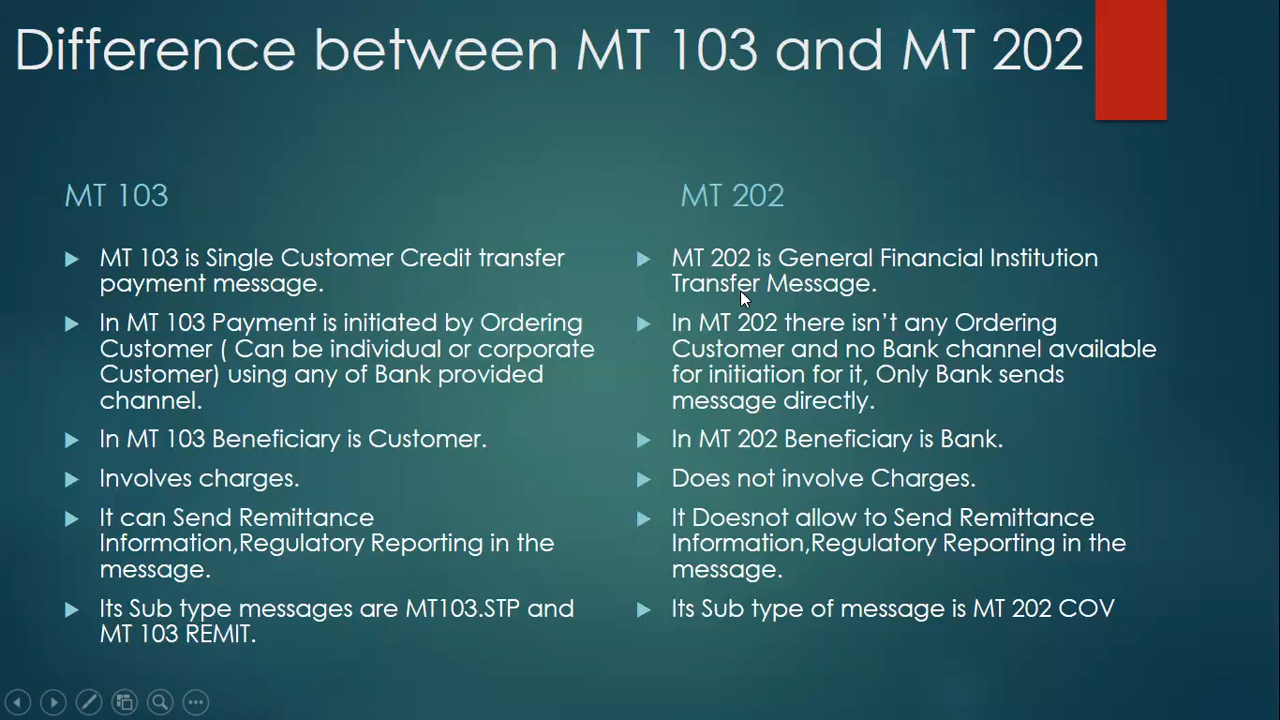 Difference between MT 103 and MT 202
MT 103
MT 103 is Single Customer Credit transfer
payment message.
In MT 103 Payment is initiated by Ordering
Customer ( Can be individual or corporate
Customer) using any of Bank provided
channel.
In MT 103 Beneficiary is Customer.
Involves charges.
It can Send Remittance
Information,Regulatory Reporting in the
message.
Its Sub type messages are MT103.STP and
MT 103 REMIT.
MT 202
MT 202 is General Financial Institution
Transfer Message.
In MT 202 there isn’t any Ordering
Customer and no Bank channel available
for initiation for it, Only Bank sends
message directly.
In MT 202 Beneficiary is Bank.
Does not involve Charges.
It Doesnot allow to Send Remittance
Information,Regulatory Reporting in the
message.
Its Sub type of message is MT 202 COV